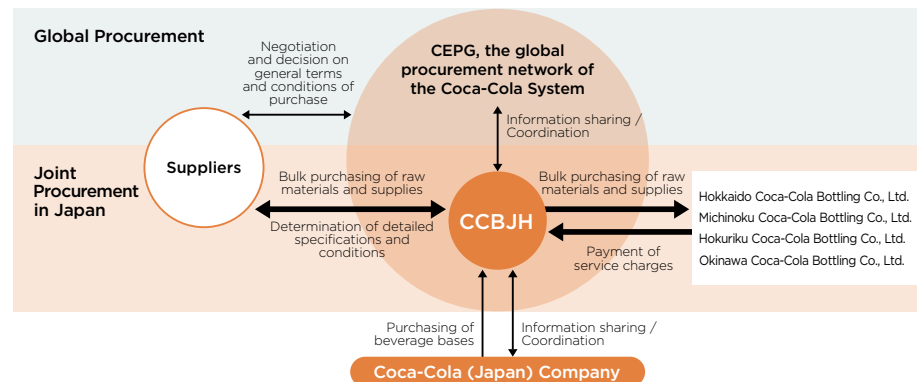 Global Procurement
Negotiation
and decision on
general terms
and conditions
of purchase
CEPG, the global
procurement network of
the Coca-Cola System
Information sharing /
Coordination
Joint
Procurement
in Japan
Suppliers
Bulk purchasing of raw
materials and supplies
Determination of detailed
specifications and
conditions
CCBJH
Bulk purchasing of raw
materials and supplies
Payment of
service charges
Hokkaido Coca-Cola Bottling Co., Ltd.
Michinoku Coca-Cola Bottling Co., Ltd.
Hokuriku Coca-Cola Bottling Co., Ltd.
Okinawa Coca-Cola Bottling Co., Ltd.
Purchasing of
beverage bases
Information sharing /
Coordination
Coca-Cola (Japan) Company